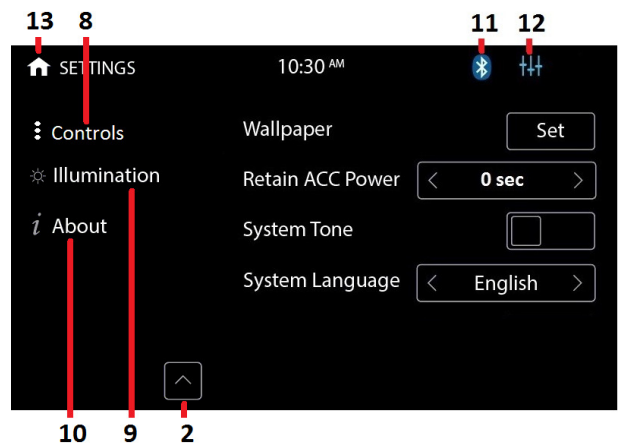 13 8 11 12
SETTINGS 10:30 AM
Controls Wallpaper Set
Illumination Retain ACC Power < 0 sec >
i About System Tone
System Language < English >
10 9 2